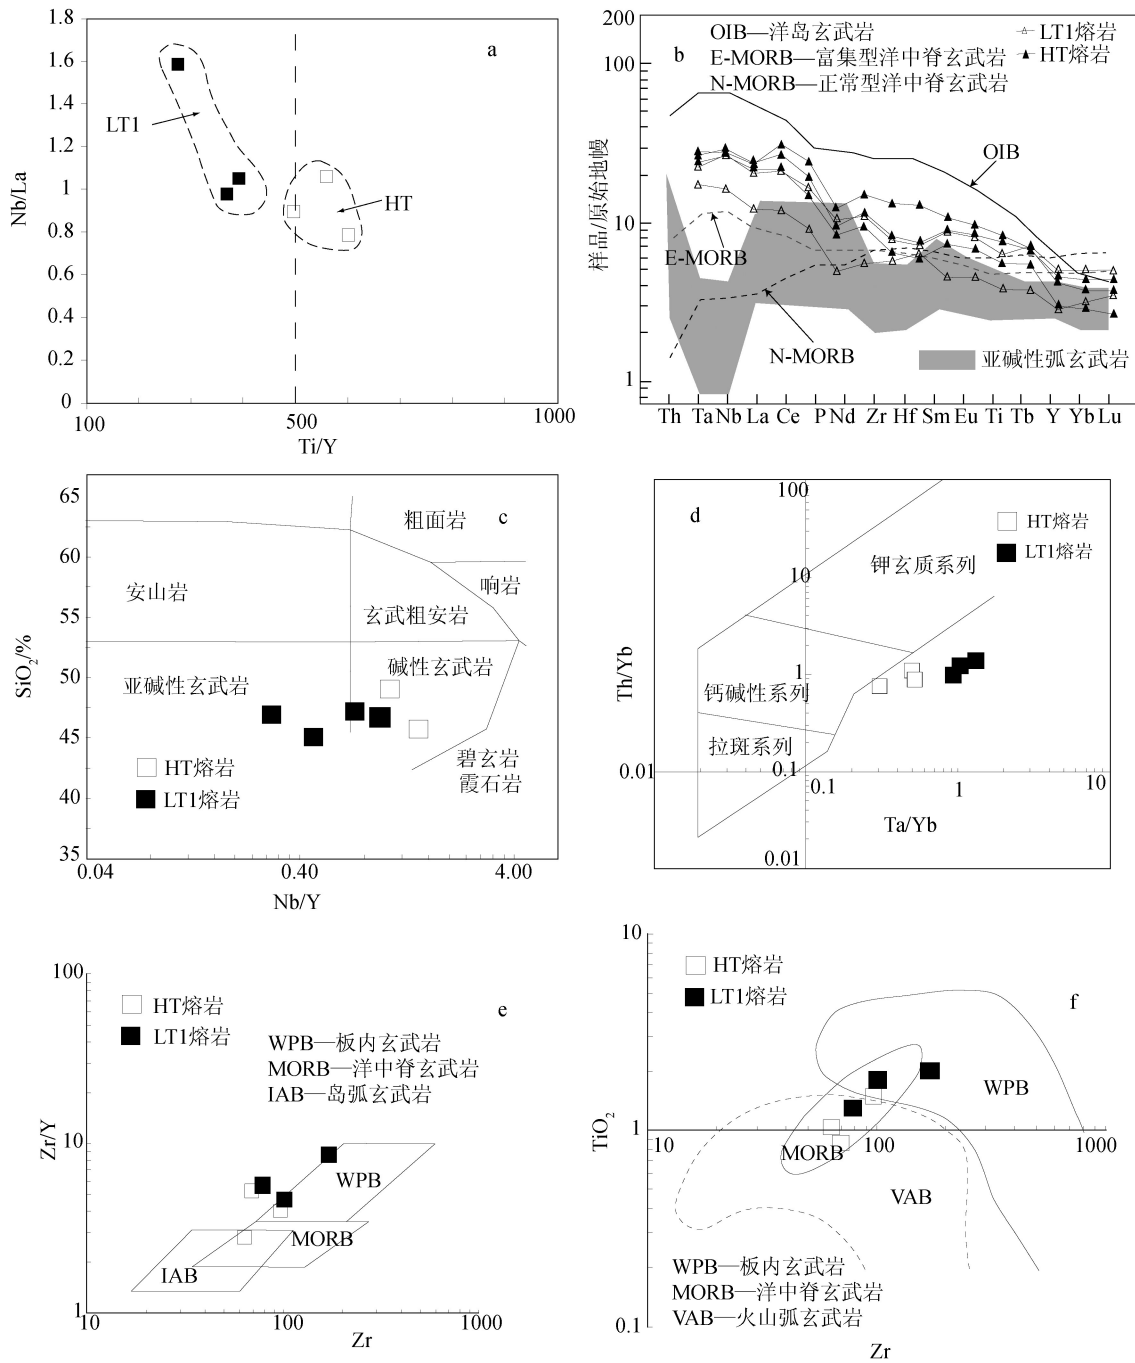 1.8
1.6
1.4
1.2
1
0.8
0.6
0.4
0.2
0
Nb/La
a
LT1
HT
100
500
1000
Ti/Y
OIB—洋岛玄武岩
E-MORB—富集型洋中脊玄武岩
N-MORB—正常型洋中脊玄武岩
LT1熔岩
HT熔岩
b
100
10
1
样品/原始地幔
OIB
E-MORB
N-MORB
亚碱性弧玄武岩
Th Ta Nb La Ce P Nd Zr Hf Sm Eu Ti Tb Y Yb Lu
65
60
55
50
45
40
35
SiO2/%
c
粗面岩
响岩
安山岩
玄武粗安岩
碱性玄武岩
亚碱性玄武岩
碧玄岩
霞石岩
HT熔岩
LT1熔岩
0.04
0.40
4.00
Nb/Y
d
100
10
1
0.1
0.01
HT熔岩
LT1熔岩
钾玄质系列
钙碱性系列
拉斑系列
Th/Yb
0.01
0.1
1
10
Ta/Yb
100
10
1
Zr/Y
HT熔岩
LT1熔岩
e
WPB—板内玄武岩
MORB—洋中脊玄武岩
IAB—岛弧玄武岩
WPB
MORB
IAB
10
100
1000
Zr
10
1
0.1
TiO2
HT熔岩
LT1熔岩
f
WPB
MORB
VAB
10
100
1000
WPB—板内玄武岩
MORB—洋中脊玄武岩
VAB—火山弧玄武岩
Zr